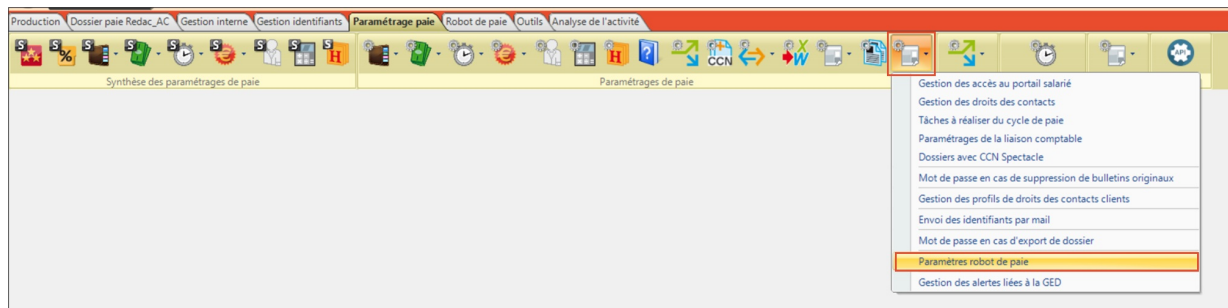 Production Dossier paie Redac_AC Gestion interne Gestion identifiants Paramétrage paie Robot de paie Outils Analyse de l'activité
S S S S S S S S S H H ? n+1 CCN W API
Synthèse des paramétrages de paie Paramétrages de paie
Gestion des accès au portail salarié
Gestion des droits des contacts
Tâches à réaliser du cycle de paie
Paramétrages de la liaison comptable
Dossiers avec CCN Spectacle
Mot de passe en cas de suppression de bulletins originaux
Gestion des profils de droits des contacts clients
Envoi des identifiants par mail
Mot de passe en cas d'export de dossier
Paramètres robot de paie
Gestion des alertes liées à la GED